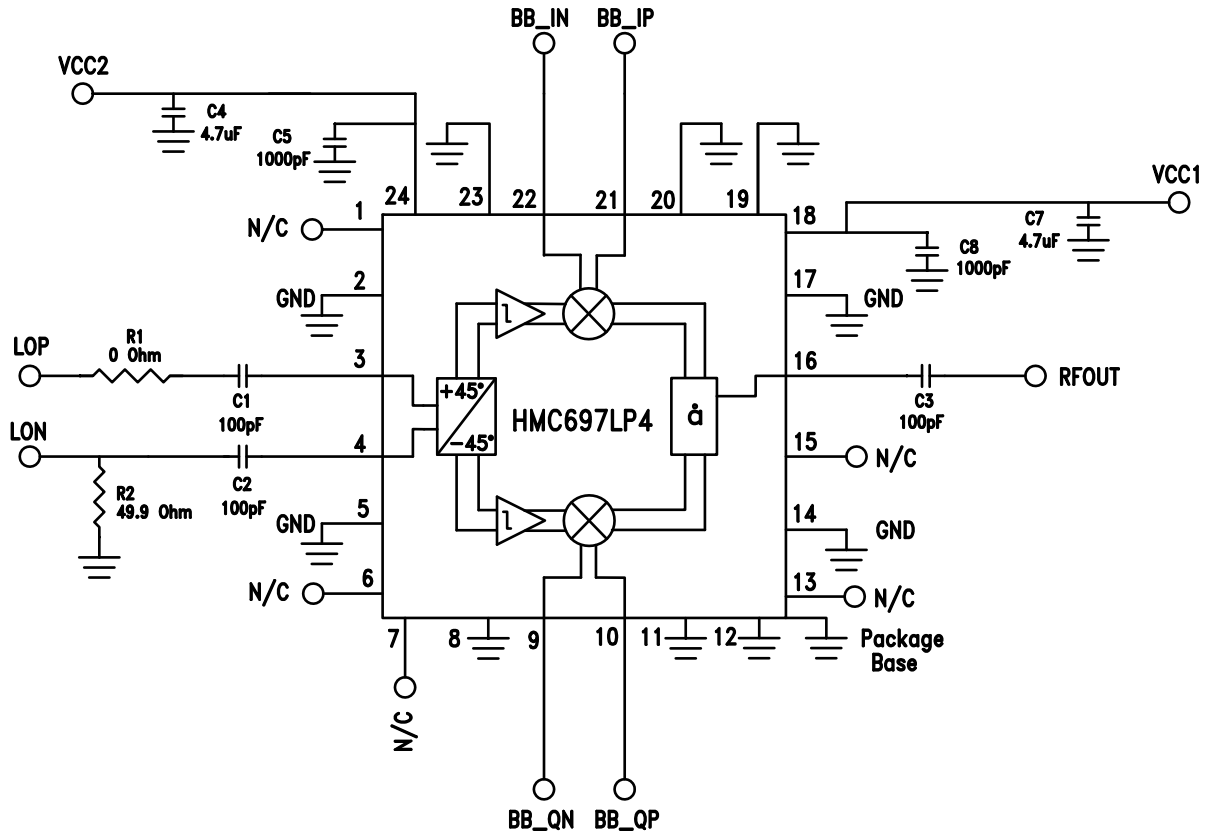 BB_IN BB_IP
VCC2
C4
4.7uF
C5
1000pF
VCC1
C7
4.7uF
C8
1000pF
24 23 22 21 20 19
N/C 1
18
GND 2
17 GND
LOP
R1
0 Ohm
C1
100pF
3
16
C3
100pF
RFOUT
+45°
-45°
HMC697LP4
å
LON
C2
100pF
4
15 N/C
R2
49.9 Ohm
GND 5
14 GND
N/C 6
13 N/C
7 8 9 10 11 12
Package
Base
N/C
BB_QN BB_QP